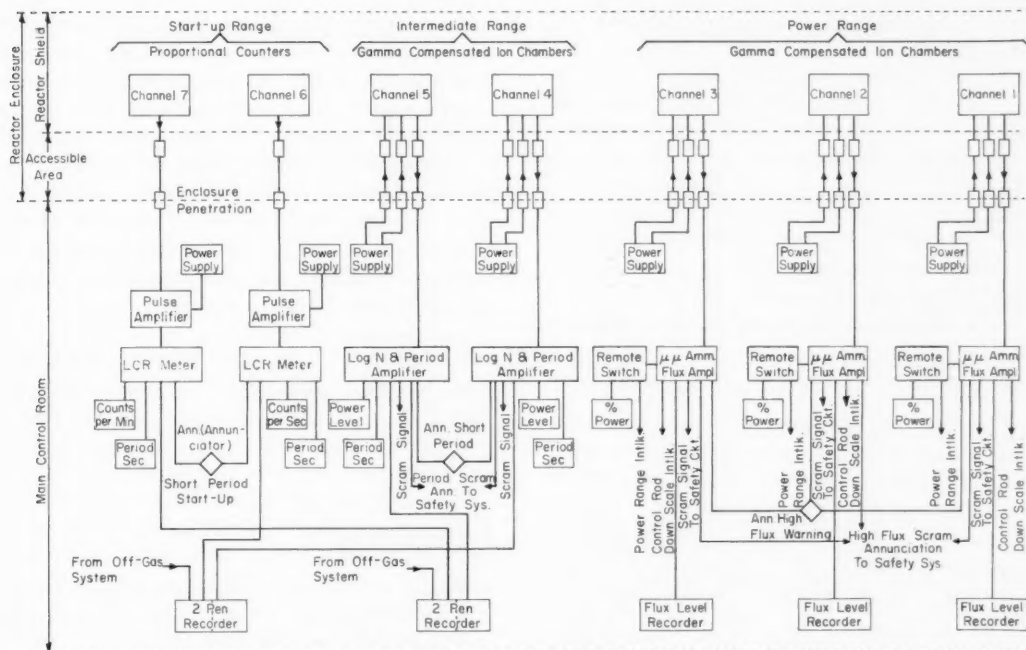 Start-up Range
Intermediate Range
Power Range
Proportional Counters
Gamma Compensated Ion Chambers
Gamma Compensated Ion Chambers
Reactor Enclosure
Reactor Shield
Channel 7
Channel 6
Channel 5
Channel 4
Channel 3
Channel 2
Channel 1
Accessible
Area
Enclosure
Penetration
Main Control Room
Power
Supply
Power
Supply
Power
Supply
Power
Supply
Power
Supply
Power
Supply
Power
Supply
Pulse
Amplifier
Pulse
Amplifier
LCR Meter
LCR Meter
Log N & Period
Amplifier
Log N & Period
Amplifier
Remote
Switch
μμ Amm.
Flux Ampl.
Remote
Switch
μμ Amm.
Flux Ampl.
Remote
Switch
μμ Amm.
Flux Ampl.
Counts
per Min
Period
Sec
Ann.(Annun-
ciator)
Short Period
Start-Up
Counts
per Sec
Period
Sec
Power
Level
Period
Sec
Scram Signal
Ann. Short
Period
Period Scram
Ann. To
Safety Sys.
Scram Signal
Power
Level
Period
Sec
%
Power
Power Range Intlk.
Control Rod
Down Scale Intlk.
Scram Signal
To Safety Ckt
%
Power
Power
Range Intlk.
Scram Signal
To Safety Ckt
Control Rod
Down Scale Intlk.
%
Power
Power
Range Intlk.
Scram Signal
To Safety Ckt
Control Rod
Down Scale Intlk.
Ann. High
Flux Warning
High Flux Scram
Annunciation
To Safety Sys
From Off-Gas
System
From Off-Gas
System
2 Pen
Recorder
2 Pen
Recorder
Flux Level
Recorder
Flux Level
Recorder
Flux Level
Recorder